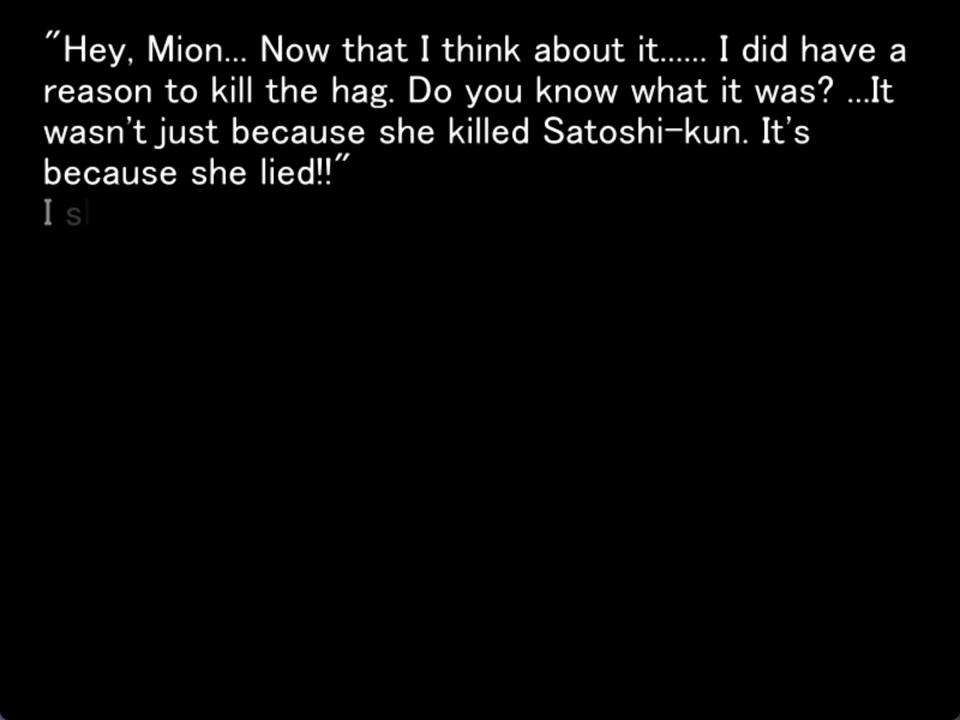 "Hey, Mion... Now that I think about it...... I did have a
reason to kill the hag. Do you know what it was? ...It
wasn't just because she killed Satoshi-kun. It's
because she lied!!"
I s